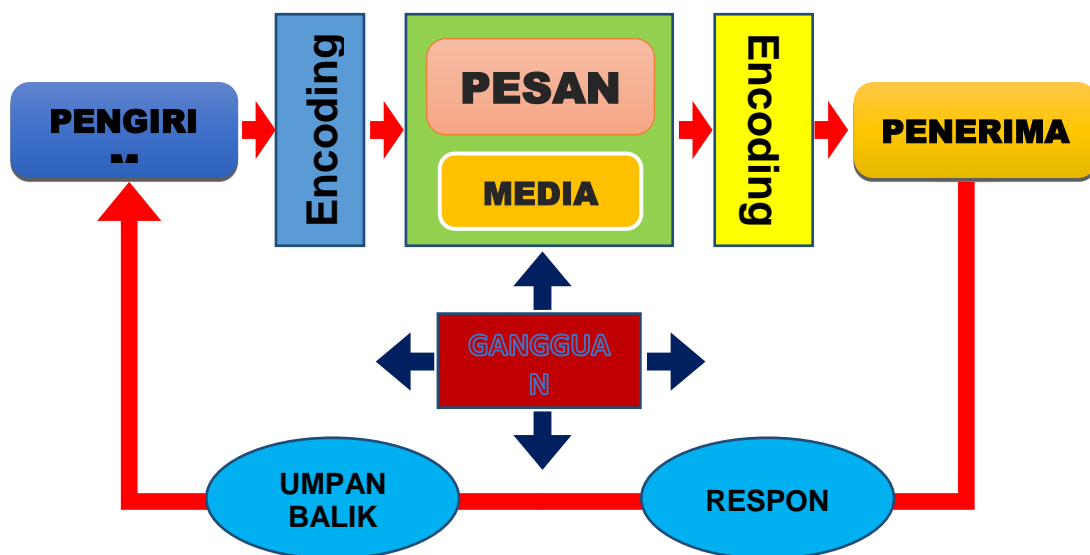 PENGIRI
M
Encoding
PESAN
MEDIA
Encoding
PENERIMA
GANGGUA
N
UMPAN
BALIK
RESPON